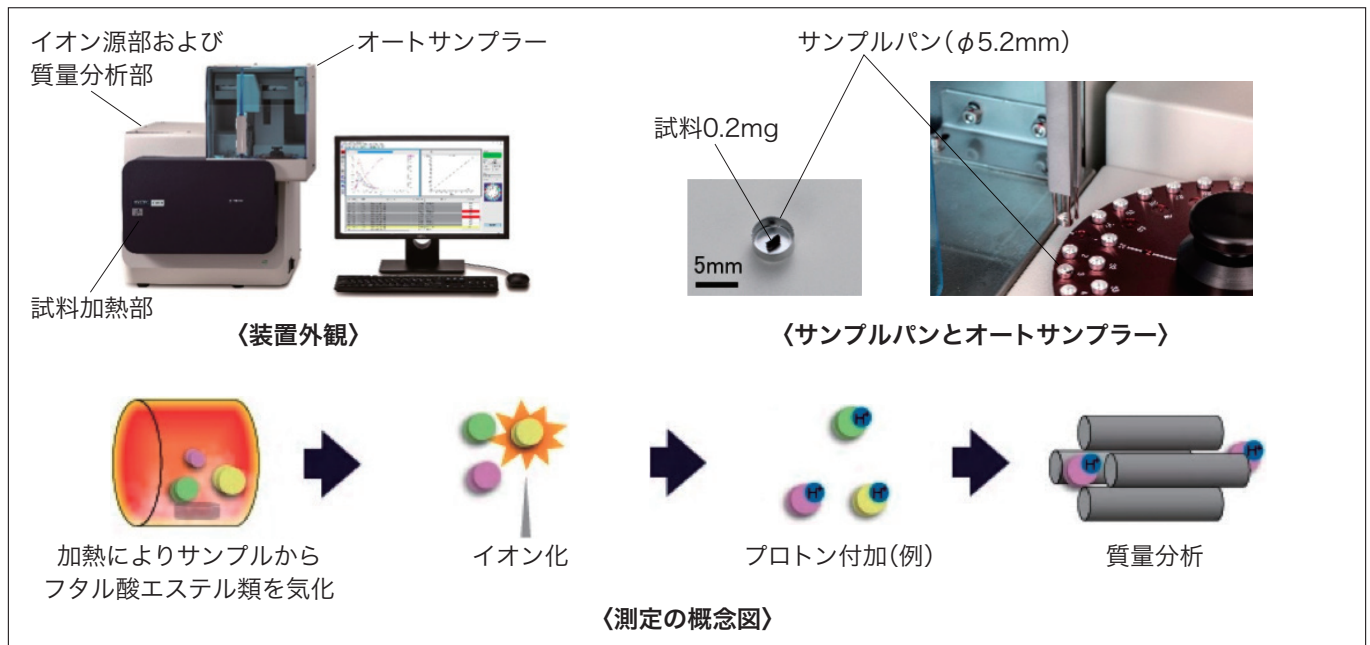 イオン源部および
質量分析部
オートサンプラー
試料加熱部
〈装置外観〉
サンプルパン(φ5.2mm)
試料0.2mg
5mm
〈サンプルパンとオートサンプラー〉
加熱によりサンプルから
フタル酸エステル類を気化
イオン化
H+
H+
H+
プロトン付加(例)
H+
H+
質量分析
〈測定の概念図〉